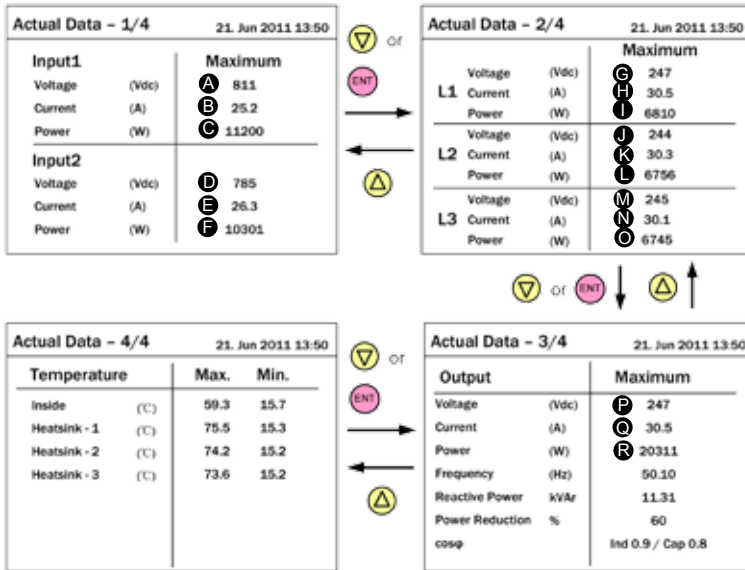 Actual Data – 1/4 21. Jun 2011 13:50
Input1 Maximum
Voltage (Vdc) A 811
Current (A) B 25.2
Power (W) C 11200
Input2
Voltage (Vdc) D 785
Current (A) E 26.3
Power (W) F 10301
or
ENT
Actual Data – 2/4 21. Jun 2011 13:50
Maximum
Voltage (Vdc) G 247
L1 Current (A) H 30.5
Power (W) I 6810
Voltage (Vdc) J 244
L2 Current (A) K 30.3
Power (W) L 6756
Voltage (Vdc) M 245
L3 Current (A) N 30.1
Power (W) O 6745
or ENT
Actual Data – 4/4 21. Jun 2011 13:50
Temperature Max. Min.
Inside (℃) 59.3 15.7
Heatsink - 1 (℃) 75.5 15.3
Heatsink - 2 (℃) 74.2 15.2
Heatsink - 3 (℃) 73.6 15.2
or
ENT
Actual Data – 3/4 21. Jun 2011 13:50
Output Maximum
Voltage (Vdc) P 247
Current (A) Q 30.5
Power (W) R 20311
Frequency (Hz) 50.10
Reactive Power kVAr 11.31
Power Reduction % 60
cosφ Ind 0.9 / Cap 0.8